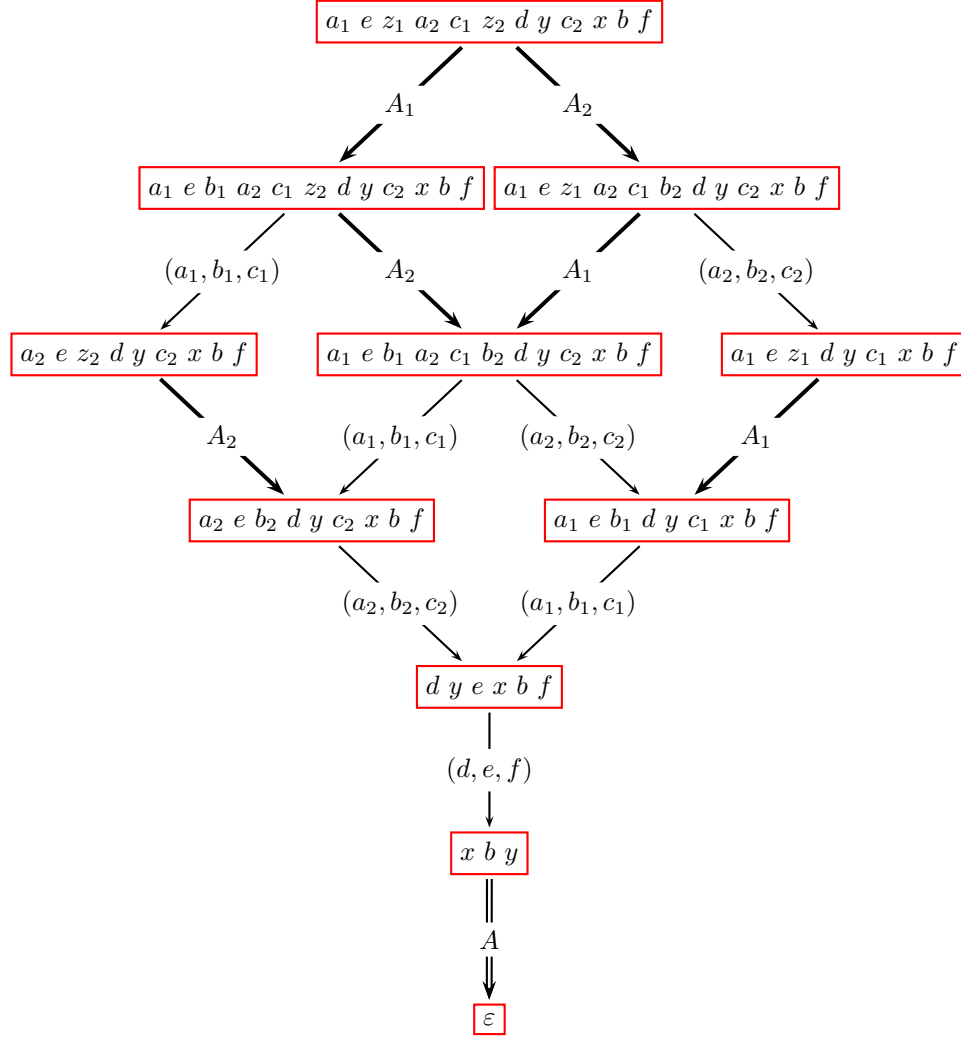 a₁ e z₁ a₂ c₁ z₂ d y c₂ x b f
A₁ A₂
a₁ e b₁ a₂ c₁ z₂ d y c₂ x b f a₁ e z₁ a₂ c₁ b₂ d y c₂ x b f
(a₁, b₁, c₁) A₂ A₁ (a₂, b₂, c₂)
a₂ e z₂ d y c₂ x b f a₁ e b₁ a₂ c₁ b₂ d y c₂ x b f a₁ e z₁ d y c₁ x b f
A₂ (a₁, b₁, c₁) (a₂, b₂, c₂) A₁
a₂ e b₂ d y c₂ x b f a₁ e b₁ d y c₁ x b f
(a₂, b₂, c₂) (a₁, b₁, c₁)
d y e x b f
(d, e, f)
x b y
A
ε